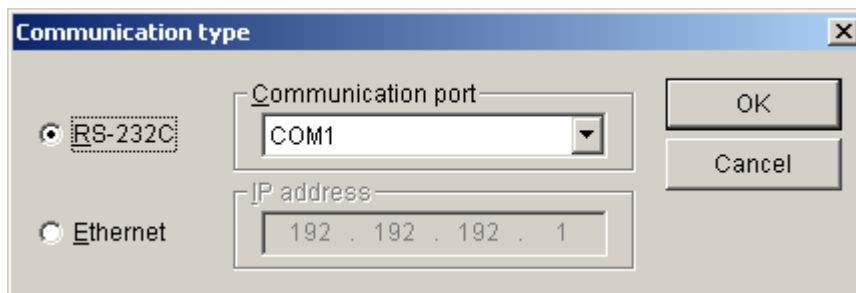 Communication type
Communication port
RS-232C
COM1
OK
Cancel
IP address
Ethernet
192 . 192 . 192 . 1